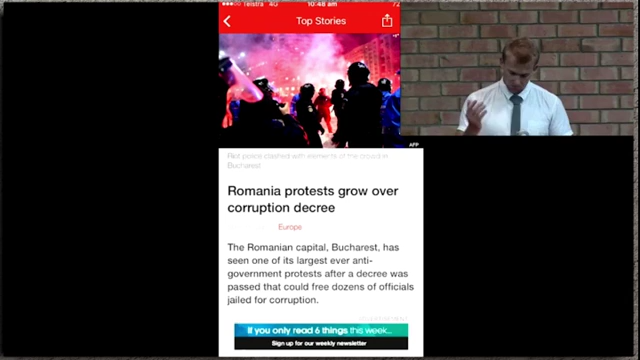 Telstra 4G 10:48 am 72
Top Stories
AFP
Riot police clashed with elements of the crowd in
Bucharest
Romania protests grow over
corruption decree
Europe
The Romanian capital, Bucharest, has
seen one of its largest ever anti-
government protests after a decree was
passed that could free dozens of officials
jailed for corruption.
ADVERTISEMENT
If you only read 6 things this week...
Sign up for our weekly newsletter